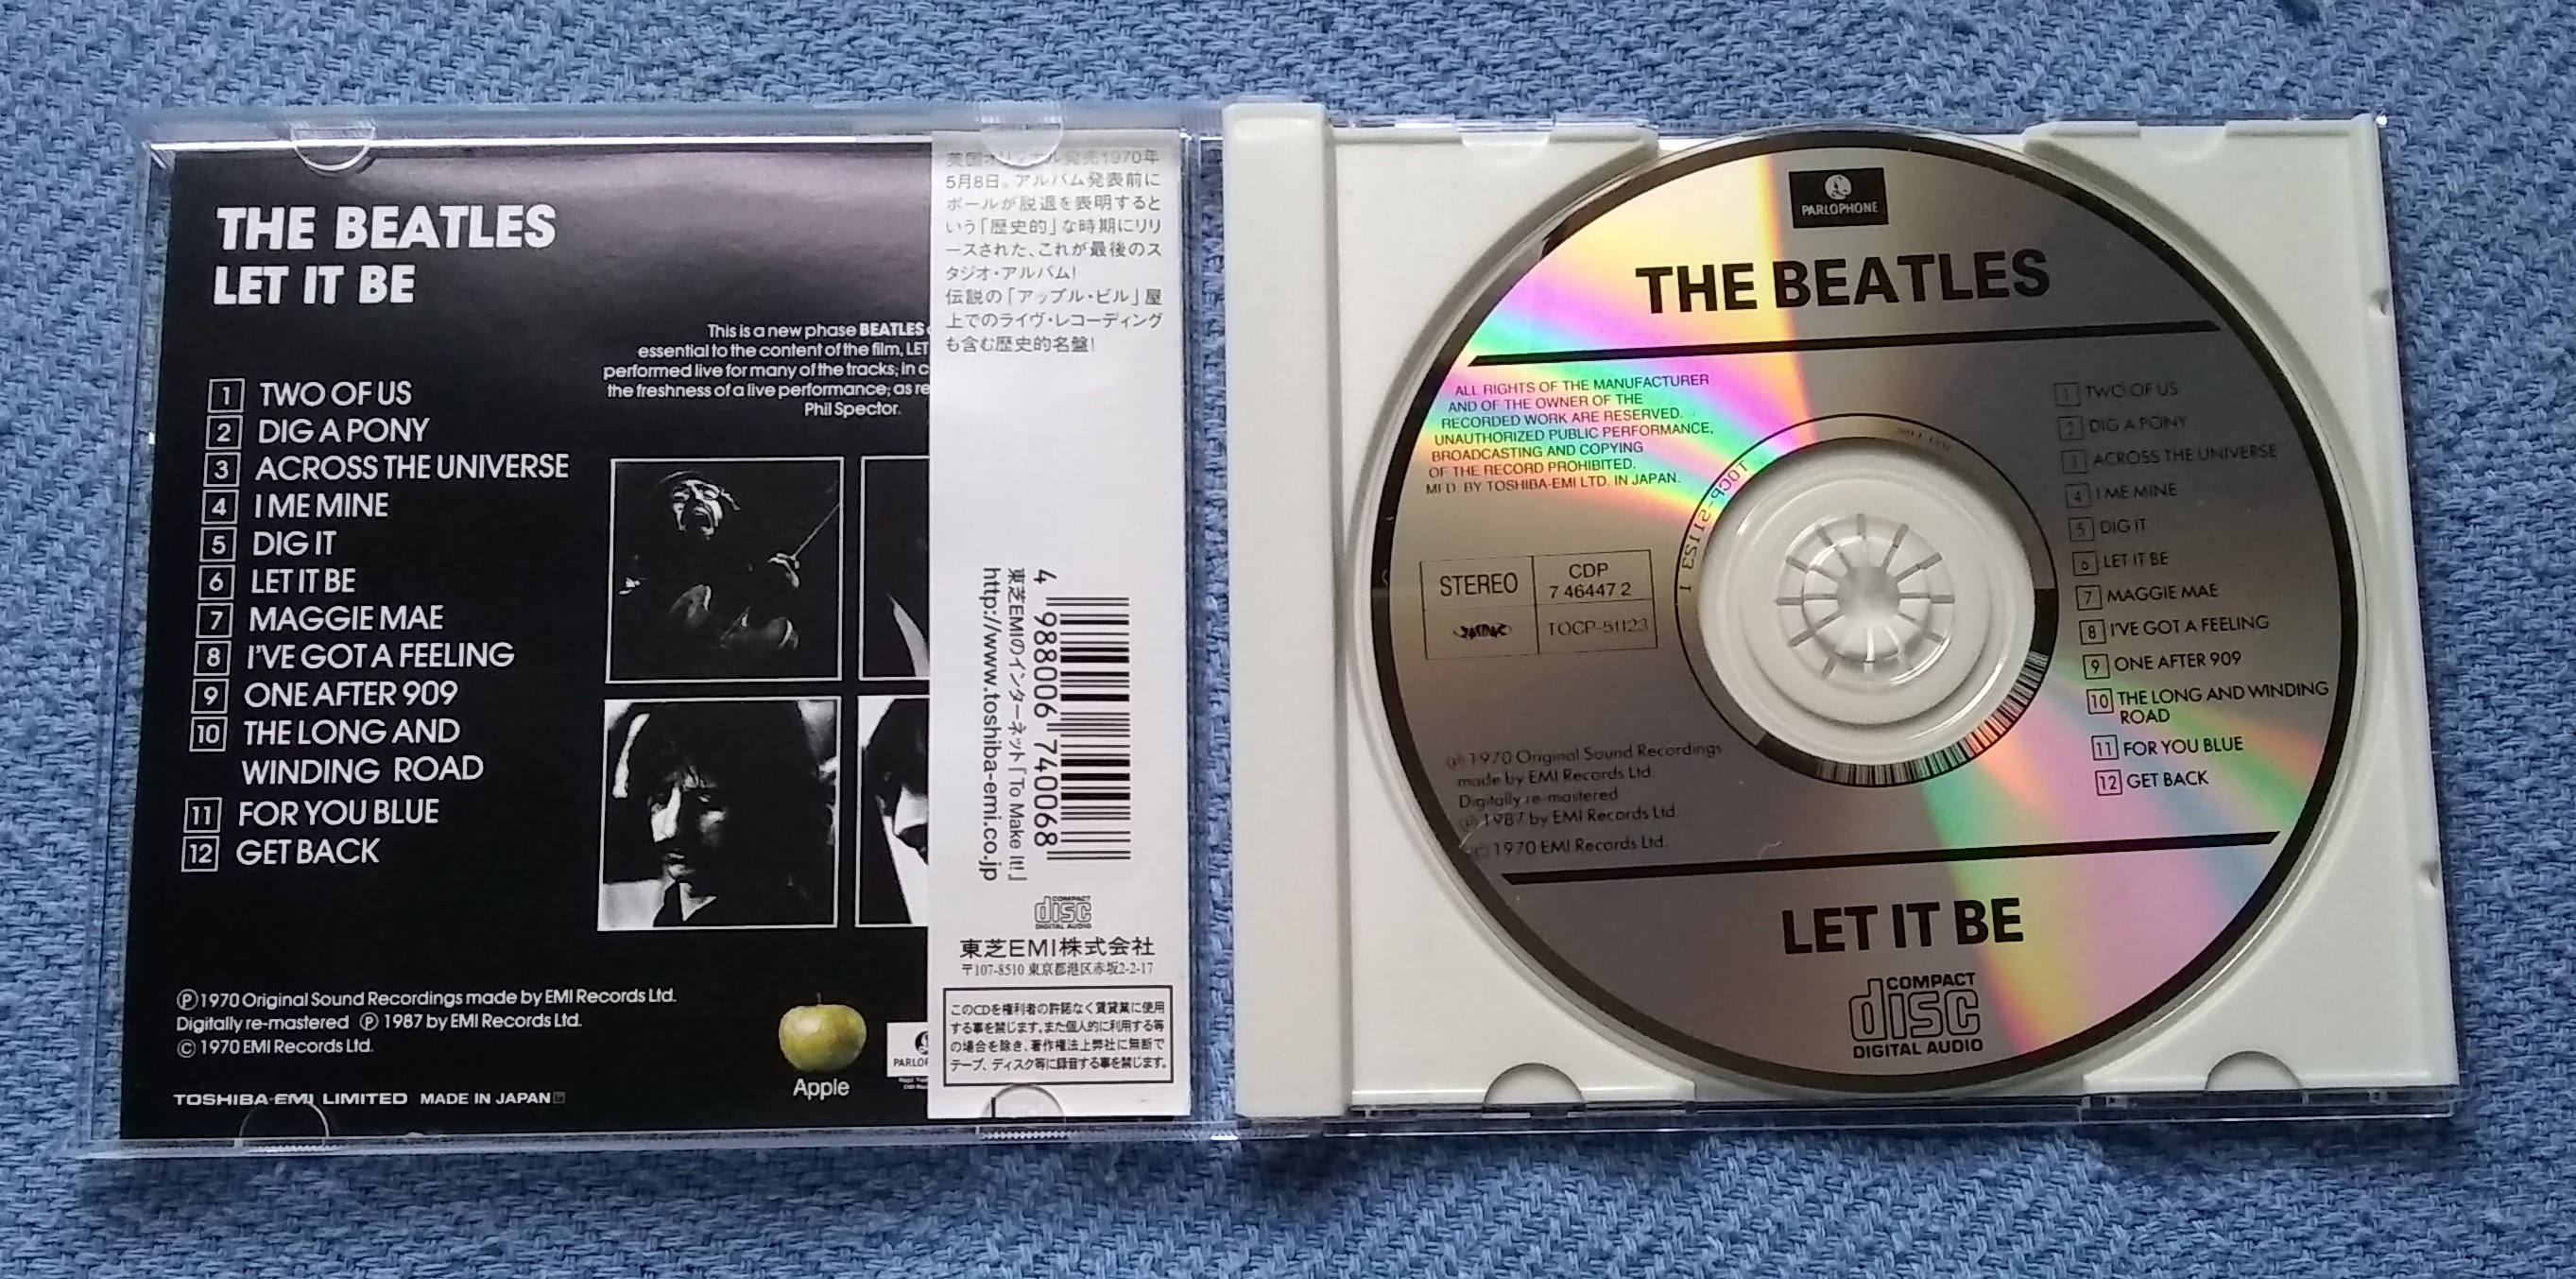 THE BEATLES
LET IT BE
1 TWO OF US
2 DIG A PONY
3 ACROSS THE UNIVERSE
4 I ME MINE
5 DIG IT
6 LET IT BE
7 MAGGIE MAE
8 I'VE GOT A FEELING
9 ONE AFTER 909
10 THE LONG AND
WINDING ROAD
11 FOR YOU BLUE
12 GET BACK
This is a new phase BEATLES
essential to the content of the film, LET
performed live for many of the tracks; in
the freshness of a live performance; as
Phil Spector.
Ⓟ 1970 Original Sound Recordings made by EMI Records Ltd.
Digitally re-mastered Ⓟ 1987 by EMI Records Ltd.
© 1970 EMI Records Ltd.
TOSHIBA-EMI LIMITED MADE IN JAPAN
Apple
英国オリジナル発売1970年
5月8日。アルバム発表前に
ポールが脱退を表明すると
いう「歴史的」な時期にリリ
ースされた、これが最後のス
タジオ・アルバム!
伝説の「アップル・ビル」屋
上でのライヴ・レコーディング
も含む歴史的名盤!
4 988006 740068
東芝EMIのインターネット「To Make It!」
http://www.toshiba-emi.co.jp
COMPACT
disc
DIGITAL AUDIO
東芝EMI株式会社
〒107-8510 東京都港区赤坂2-2-17
このCDを権利者の許諾なく賃貸業に使用
する事を禁じます。また個人的に利用する等
の場合を除き、著作権法上弊社に無断で
テープ、ディスク等に録音する事を禁じます。
PARLOPHONE
THE BEATLES
ALL RIGHTS OF THE MANUFACTURER
AND OF THE OWNER OF THE
RECORDED WORK ARE RESERVED.
UNAUTHORIZED PUBLIC PERFORMANCE,
BROADCASTING AND COPYING
OF THE RECORD PROHIBITED.
MFD BY TOSHIBA-EMI LTD. IN JAPAN.
STEREO
CDP
7 46447 2
JASRAC
TOCP-51123
TOCP-51123 1
1 TWO OF US
2 DIG A PONY
3 ACROSS THE UNIVERSE
4 I ME MINE
5 DIG IT
6 LET IT BE
7 MAGGIE MAE
8 I'VE GOT A FEELING
9 ONE AFTER 909
10 THE LONG AND WINDING
ROAD
11 FOR YOU BLUE
12 GET BACK
Ⓟ 1970 Original Sound Recordings
made by EMI Records Ltd.
Digitally re-mastered
Ⓟ 1987 by EMI Records Ltd.
© 1970 EMI Records Ltd.
LET IT BE
COMPACT
disc
DIGITAL AUDIO